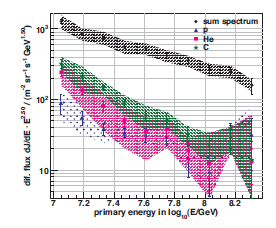 sum spectrum
p
He
C
dif. flux dJ/dE · E^2.50 / (m^-2 sr^-1 s^-1 GeV^1.50)
10^3
10^2
10
7 7.2 7.4 7.6 7.8 8 8.2
primary energy in log_10(E/GeV)